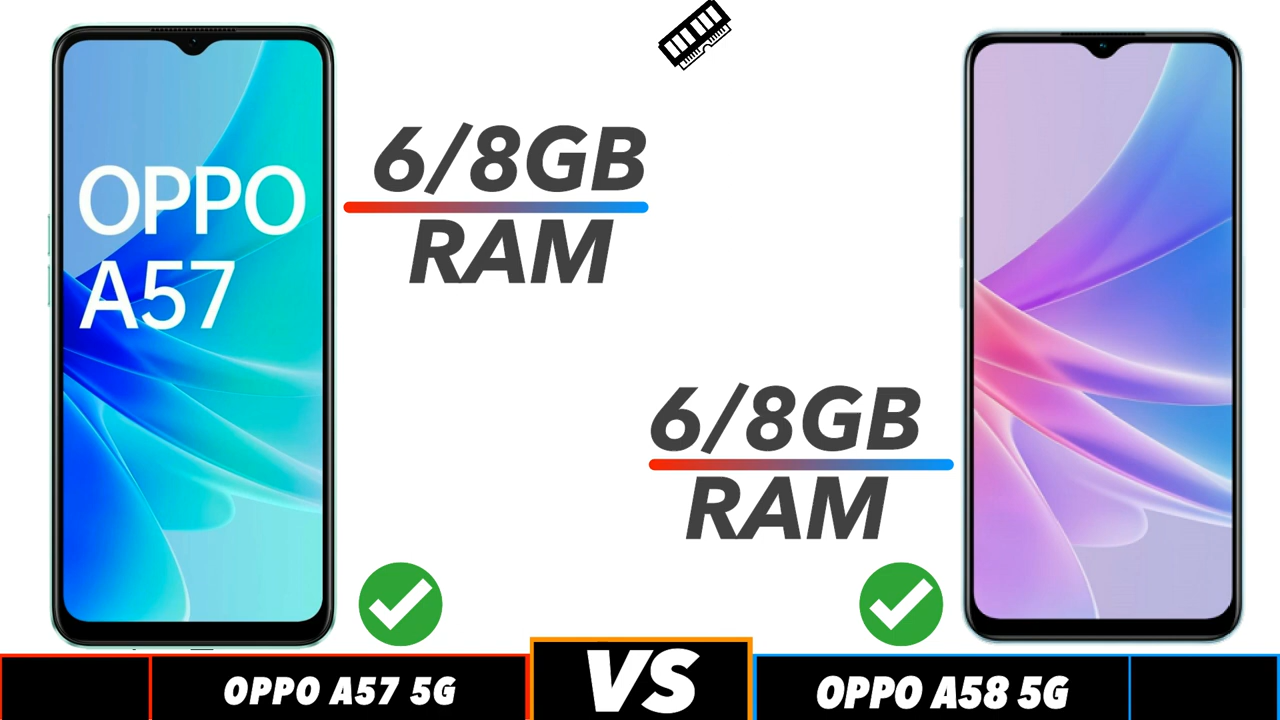 OPPO
A57
6/8GB
RAM
6/8GB
RAM
OPPO A57 5G
VS
OPPO A58 5G